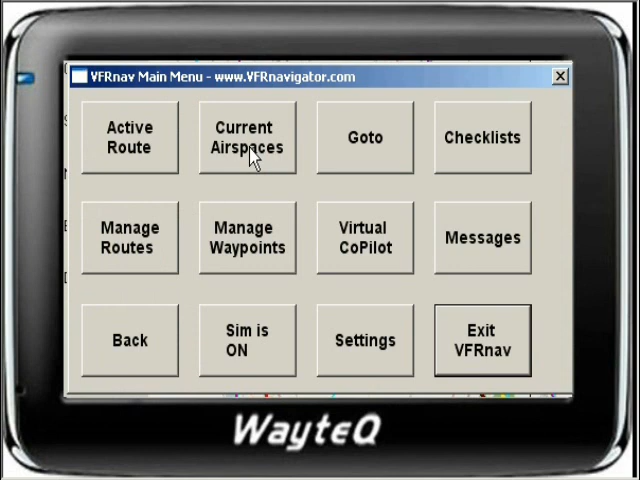 VFRnav Main Menu - www.VFRnavigator.com
Active
Route
Current
Airspaces
Goto
Checklists
Manage
Routes
Manage
Waypoints
Virtual
CoPilot
Messages
Back
Sim is
ON
Settings
Exit
VFRnav
WayteQ